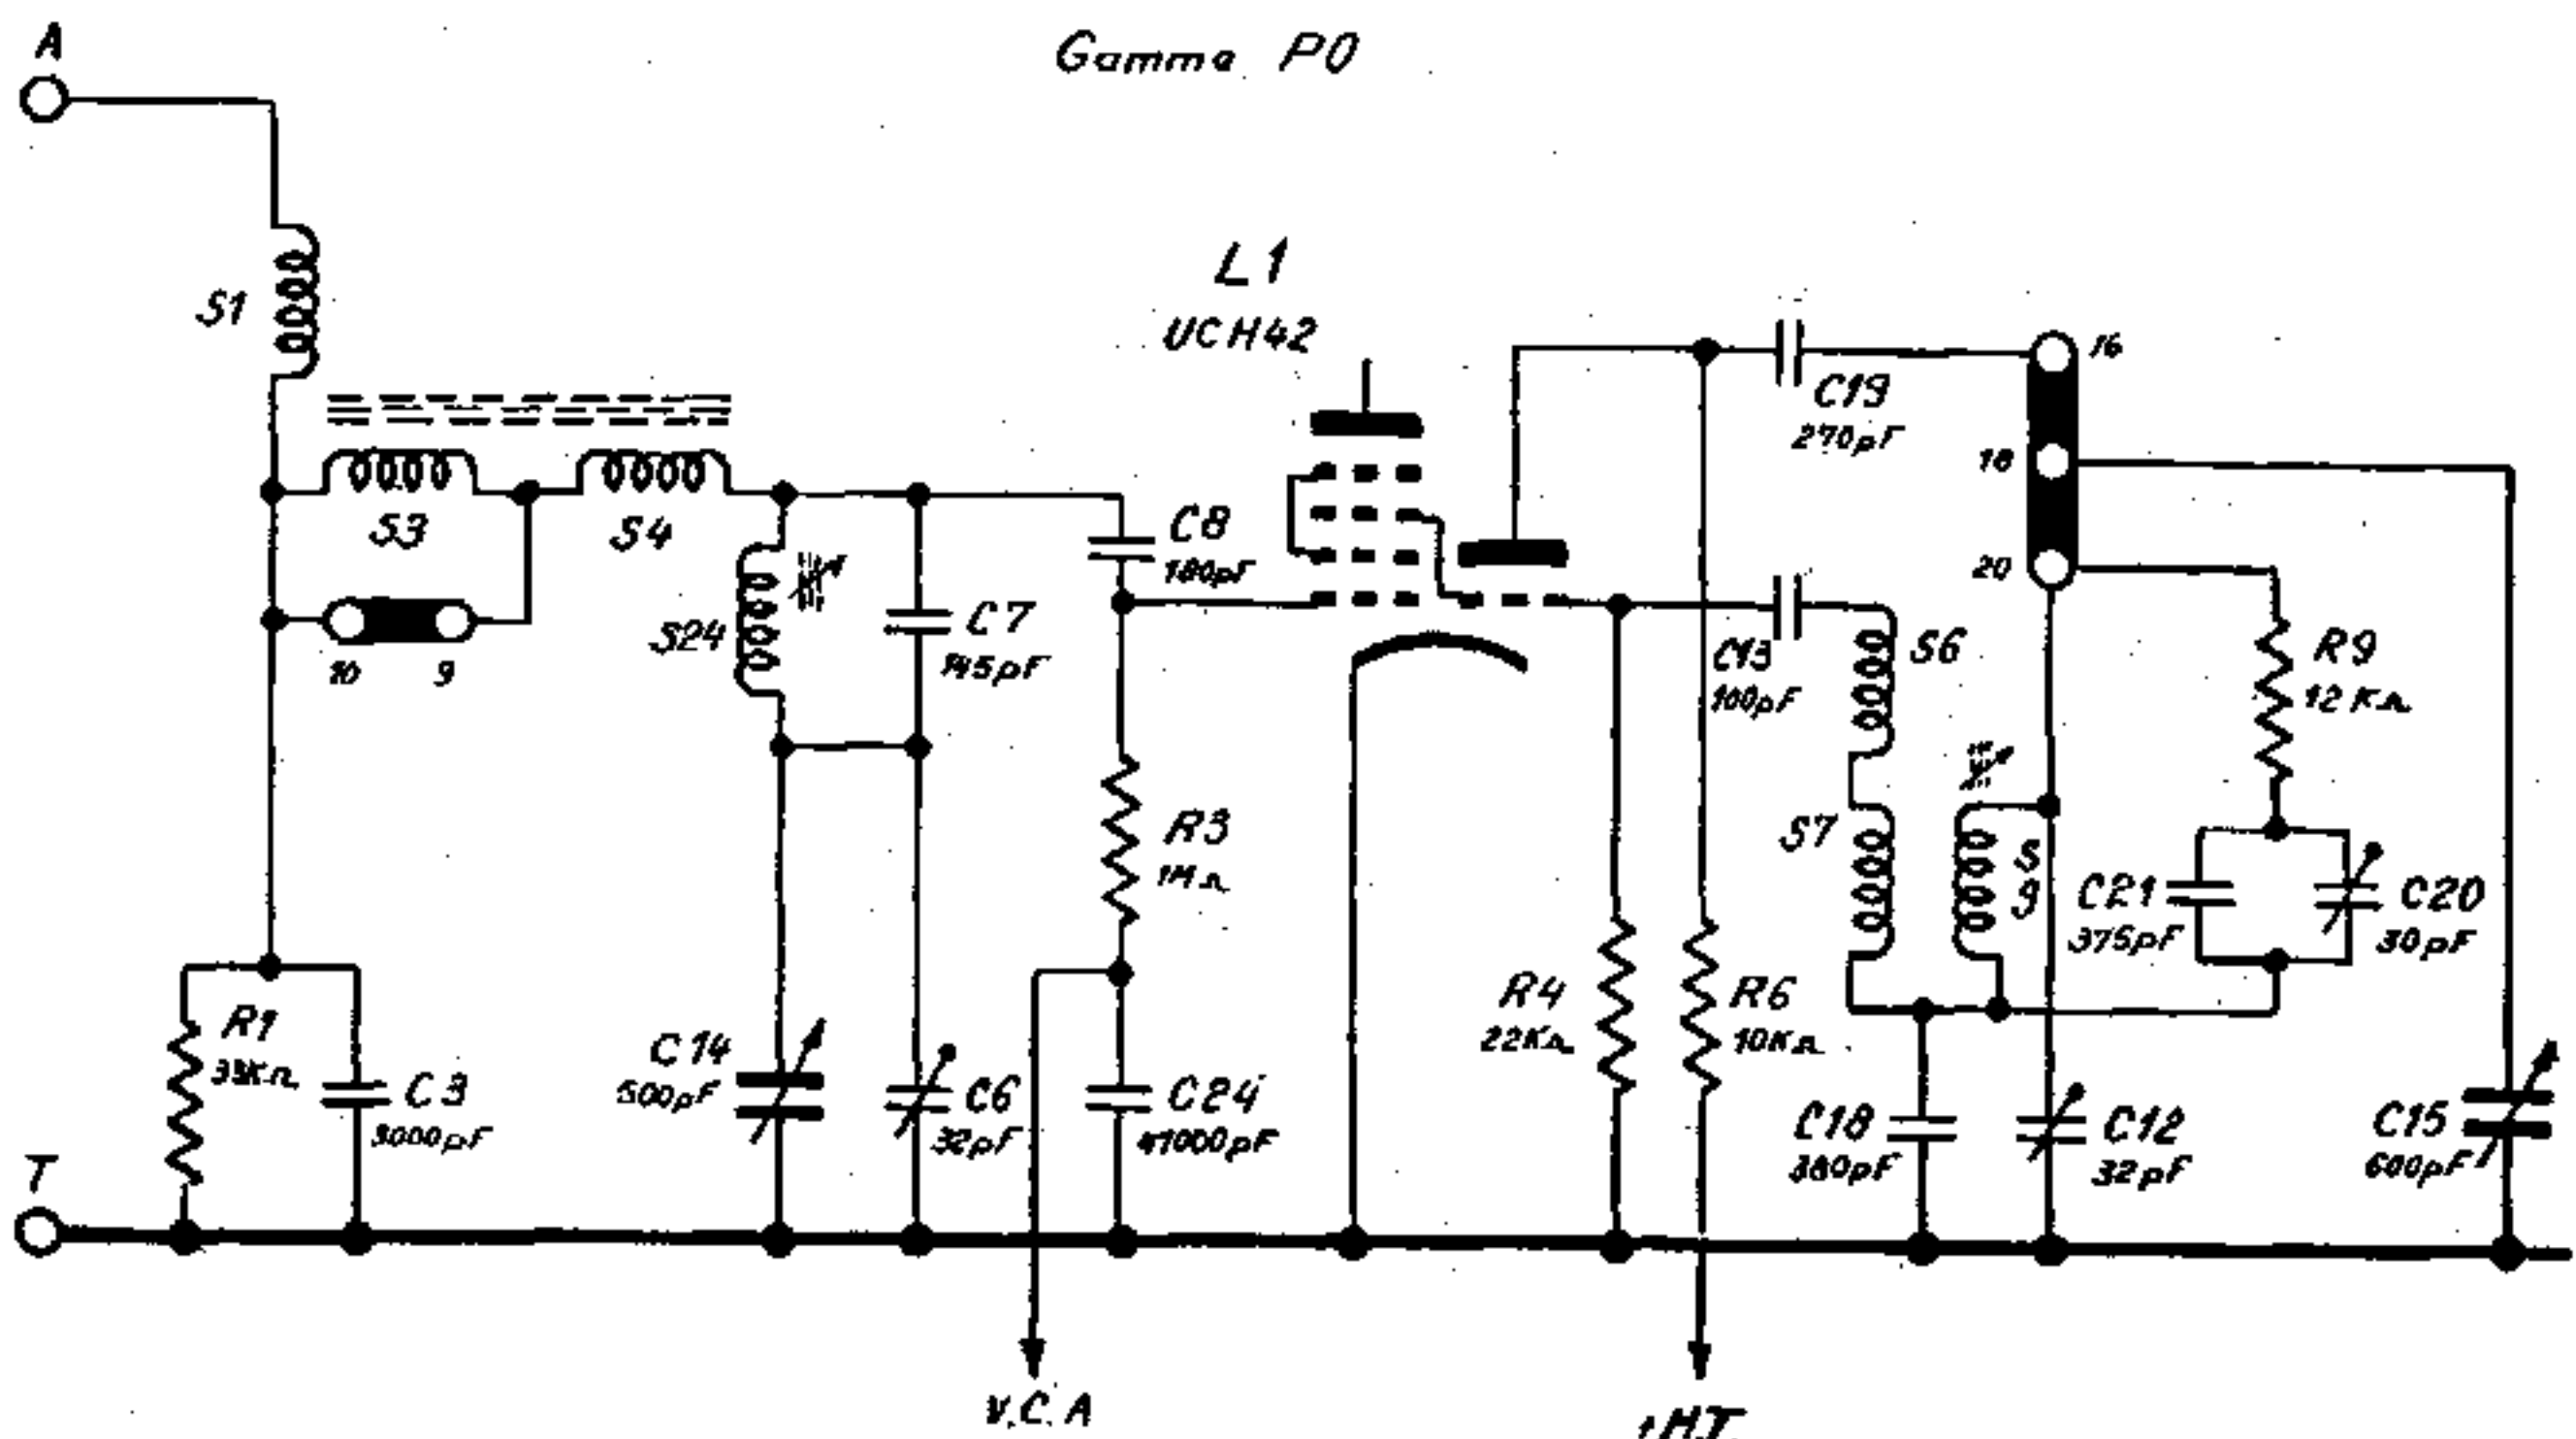 Gamme PO
A
S1
L1
UCH42
S3
S4
10
9
S24
C7
145pF
C8
180pF
R3
1MΩ
C19
270pF
16
18
20
C13
100pF
S6
S7
S
9
R9
12KΩ
C21
375pF
C20
30pF
R1
C3
3000pF
C14
500pF
C6
32pF
C24
47000pF
R4
22KΩ
R6
10KΩ
C18
380pF
C12
32pF
C15
600pF
T
V.C.A
+H.T.